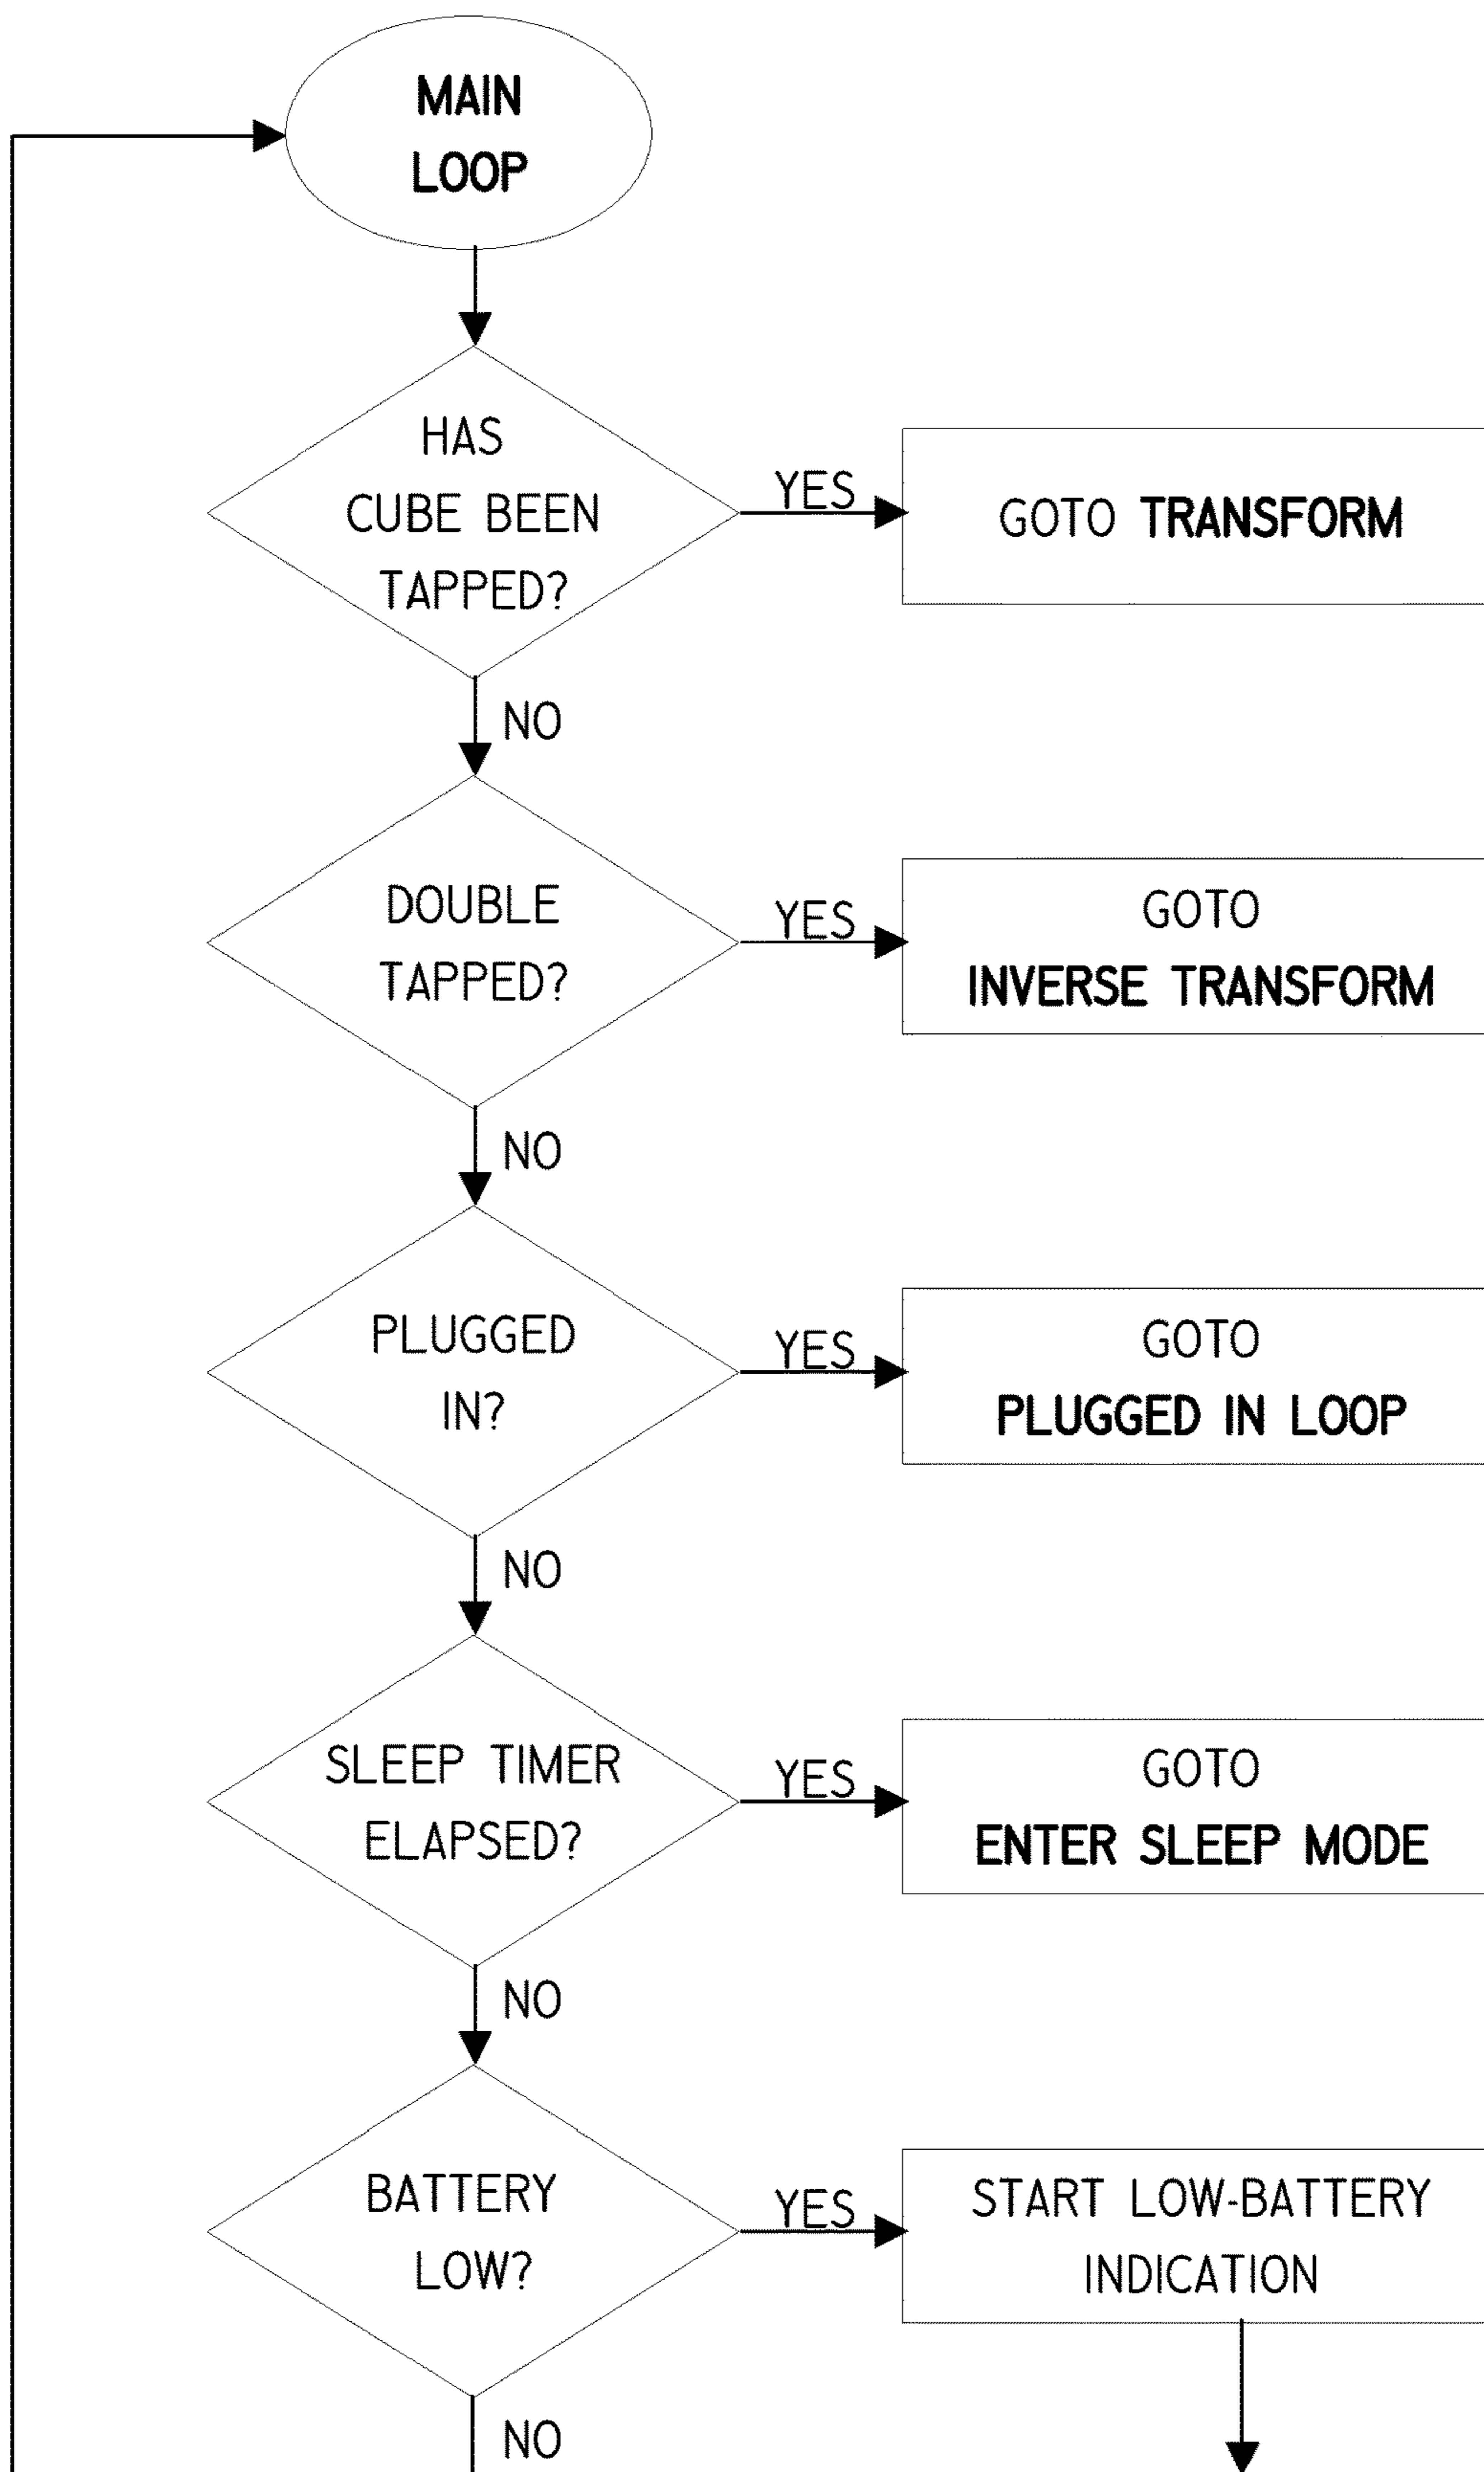 MAIN
LOOP
HAS
CUBE BEEN
TAPPED?
YES
GOTO TRANSFORM
NO
DOUBLE
TAPPED?
YES
GOTO
INVERSE TRANSFORM
NO
PLUGGED
IN?
YES
GOTO
PLUGGED IN LOOP
NO
SLEEP TIMER
ELAPSED?
YES
GOTO
ENTER SLEEP MODE
NO
BATTERY
LOW?
YES
START LOW-BATTERY
INDICATION
NO